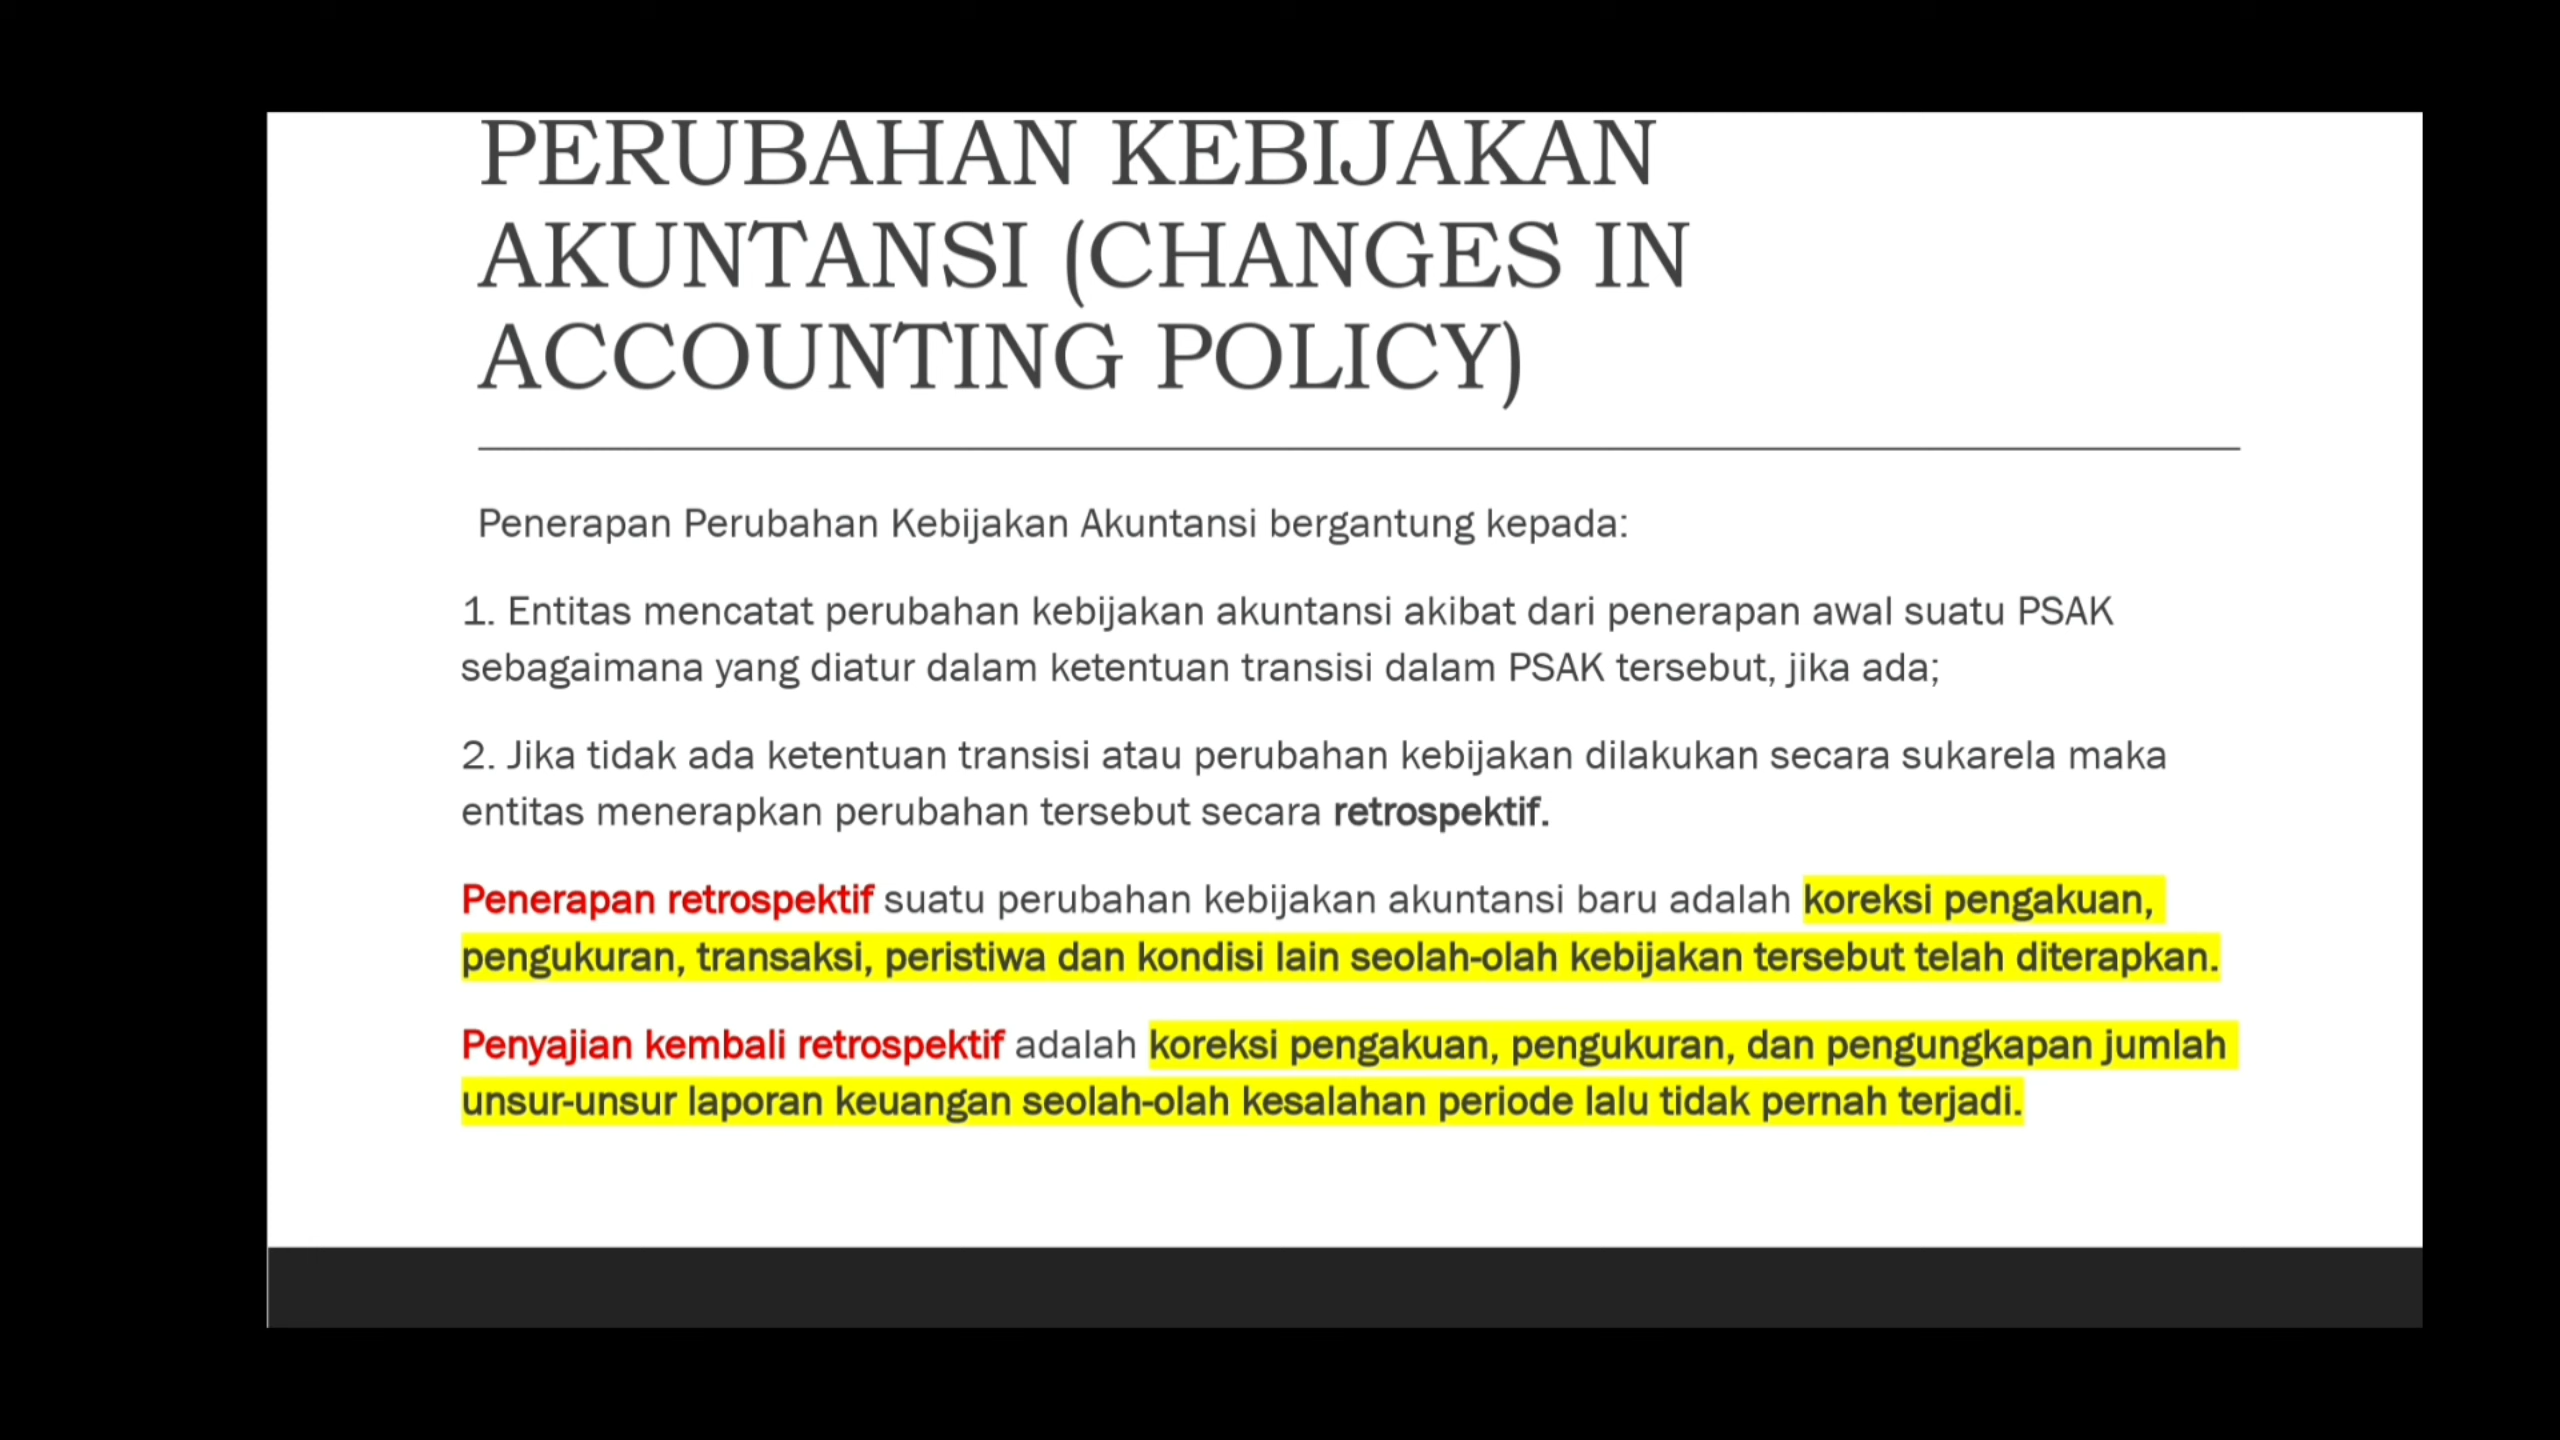 PERUBAHAN KEBIJAKAN
AKUNTANSI (CHANGES IN
ACCOUNTING POLICY)
Penerapan Perubahan Kebijakan Akuntansi bergantung kepada:
1. Entitas mencatat perubahan kebijakan akuntansi akibat dari penerapan awal suatu PSAK
sebagaimana yang diatur dalam ketentuan transisi dalam PSAK tersebut, jika ada;
2. Jika tidak ada ketentuan transisi atau perubahan kebijakan dilakukan secara sukarela maka
entitas menerapkan perubahan tersebut secara retrospektif.
Penerapan retrospektif suatu perubahan kebijakan akuntansi baru adalah koreksi pengakuan,
pengukuran, transaksi, peristiwa dan kondisi lain seolah-olah kebijakan tersebut telah diterapkan.
Penyajian kembali retrospektif adalah koreksi pengakuan, pengukuran, dan pengungkapan jumlah
unsur-unsur laporan keuangan seolah-olah kesalahan periode lalu tidak pernah terjadi.